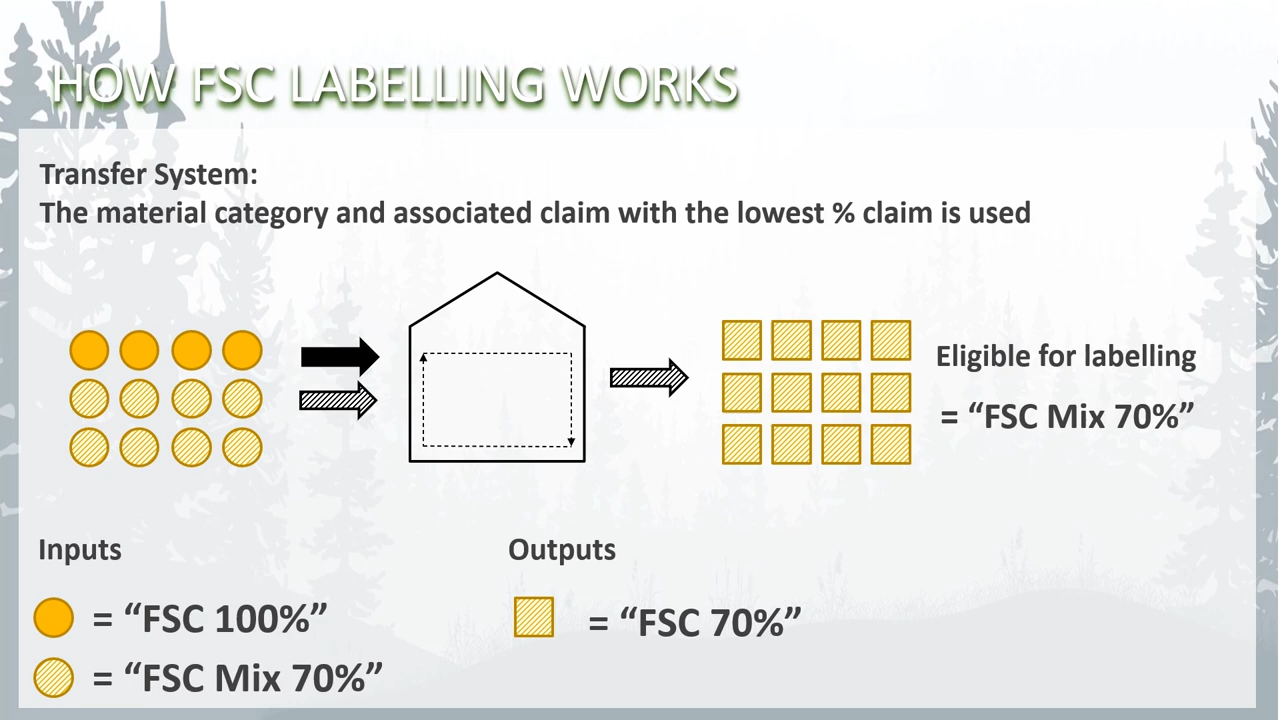 HOW FSC LABELLING WORKS
Transfer System:
The material category and associated claim with the lowest % claim is used
Eligible for labelling
= “FSC Mix 70%”
Inputs
= “FSC 100%”
= “FSC Mix 70%”
Outputs
= “FSC 70%”